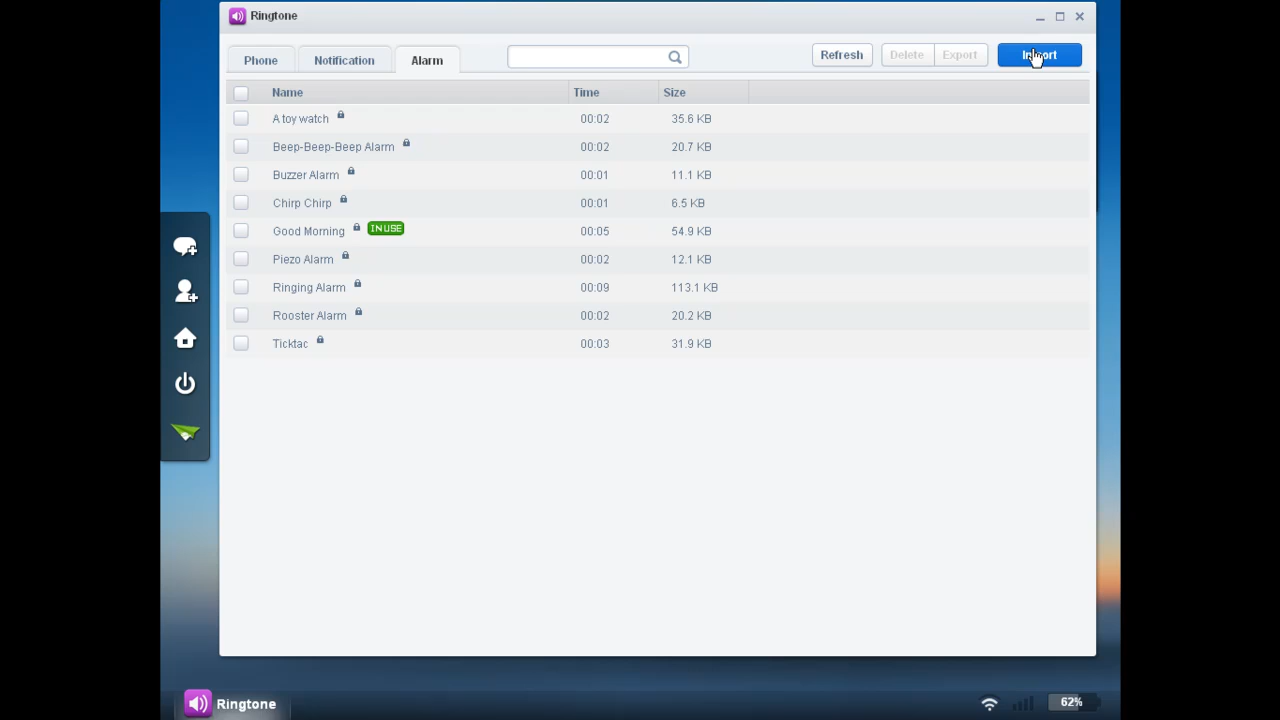 Ringtone
Phone Notification Alarm Refresh Delete Export
Name Time Size
A toy watch 00:02 35.6 KB
Beep-Beep-Beep Alarm 00:02 20.7 KB
Buzzer Alarm 00:01 11.1 KB
Chirp Chirp 00:01 6.5 KB
Good Morning IN USE 00:05 54.9 KB
Piezo Alarm 00:02 12.1 KB
Ringing Alarm 00:09 113.1 KB
Rooster Alarm 00:02 20.2 KB
Ticktac 00:03 31.9 KB
Ringtone 62%